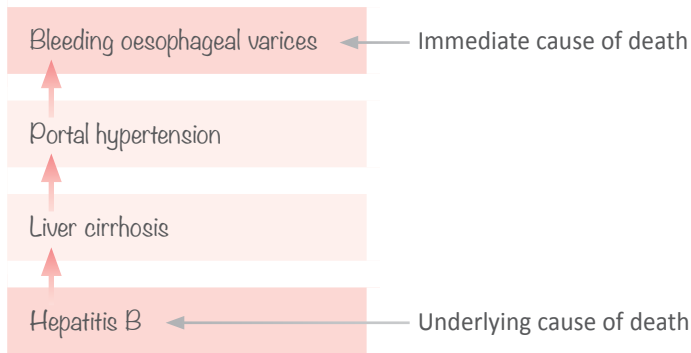 Bleeding oesophageal varices
Immediate cause of death
Portal hypertension
Liver cirrhosis
Hepatitis B
Underlying cause of death